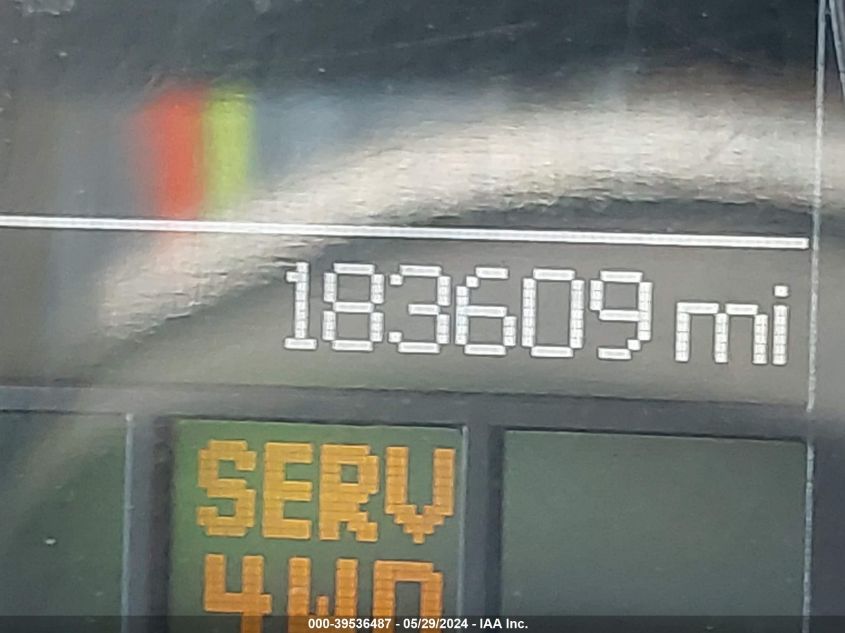 183609 mi
SERV
4WD
000-39536487 - 05/29/2024 - IAA Inc.